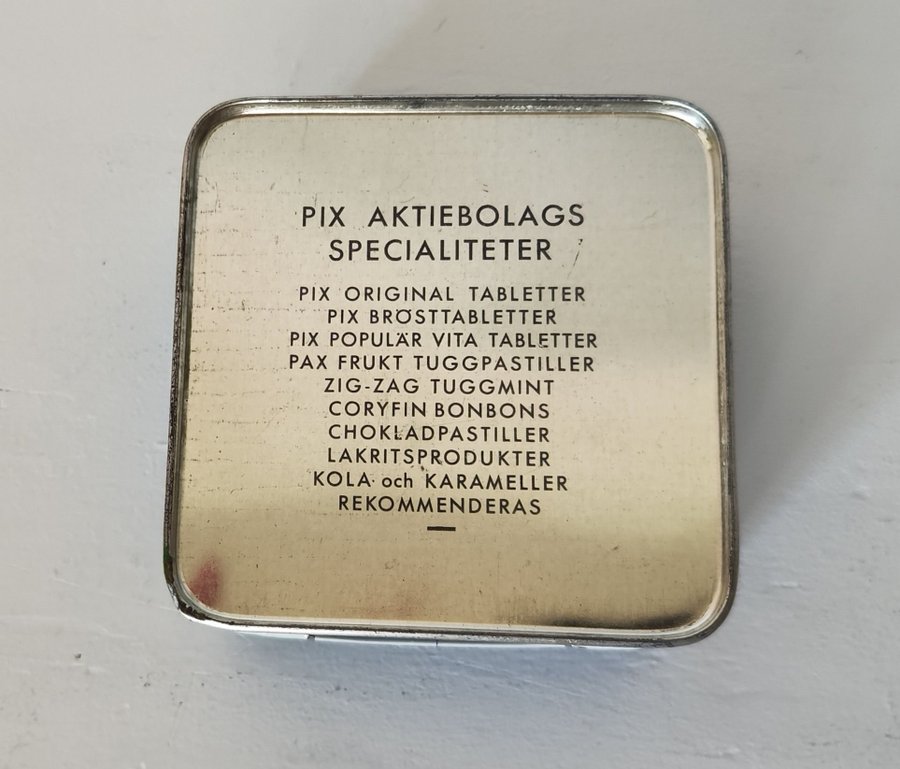 PIX AKTIEBOLAGS
SPECIALITETER
PIX ORIGINAL TABLETTER
PIX BRÖSTTABLETTER
PIX POPULÄR VITA TABLETTER
PAX FRUKT TUGGPASTILLER
ZIG-ZAG TUGGMINT
CORYFIN BONBONS
CHOKLADPASTILLER
LAKRITSPRODUKTER
KOLA och KARAMELLER
REKOMMENDERAS